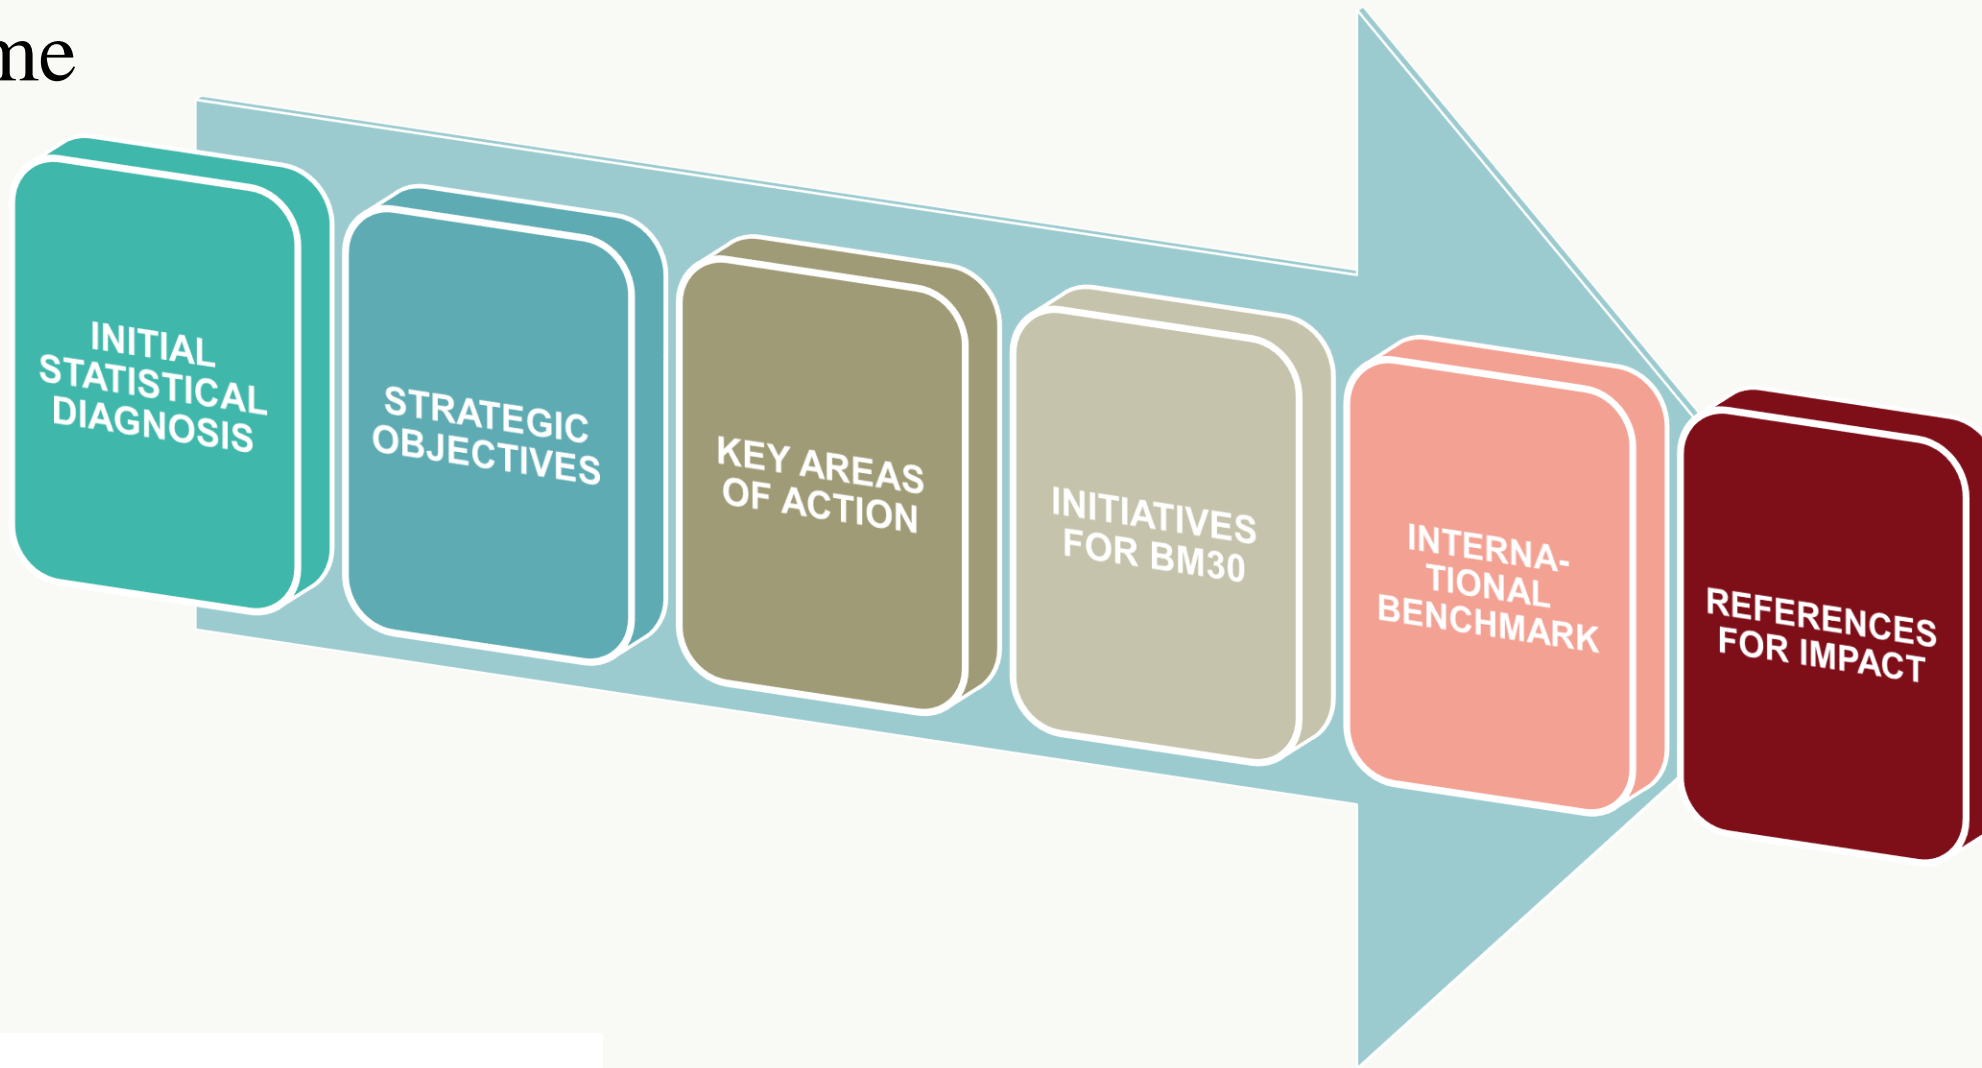 me
INITIAL
STATISTICAL
DIAGNOSIS
STRATEGIC
OBJECTIVES
KEY AREAS
OF ACTION
INITIATIVES
FOR BM30
INTERNA-
TIONAL
BENCHMARK
REFERENCES
FOR IMPACT